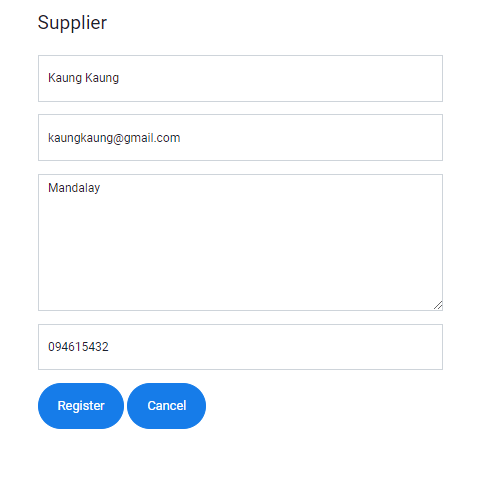 Supplier
Kaung Kaung
kaungkaung@gmail.com
Mandalay
094615432
Register Cancel